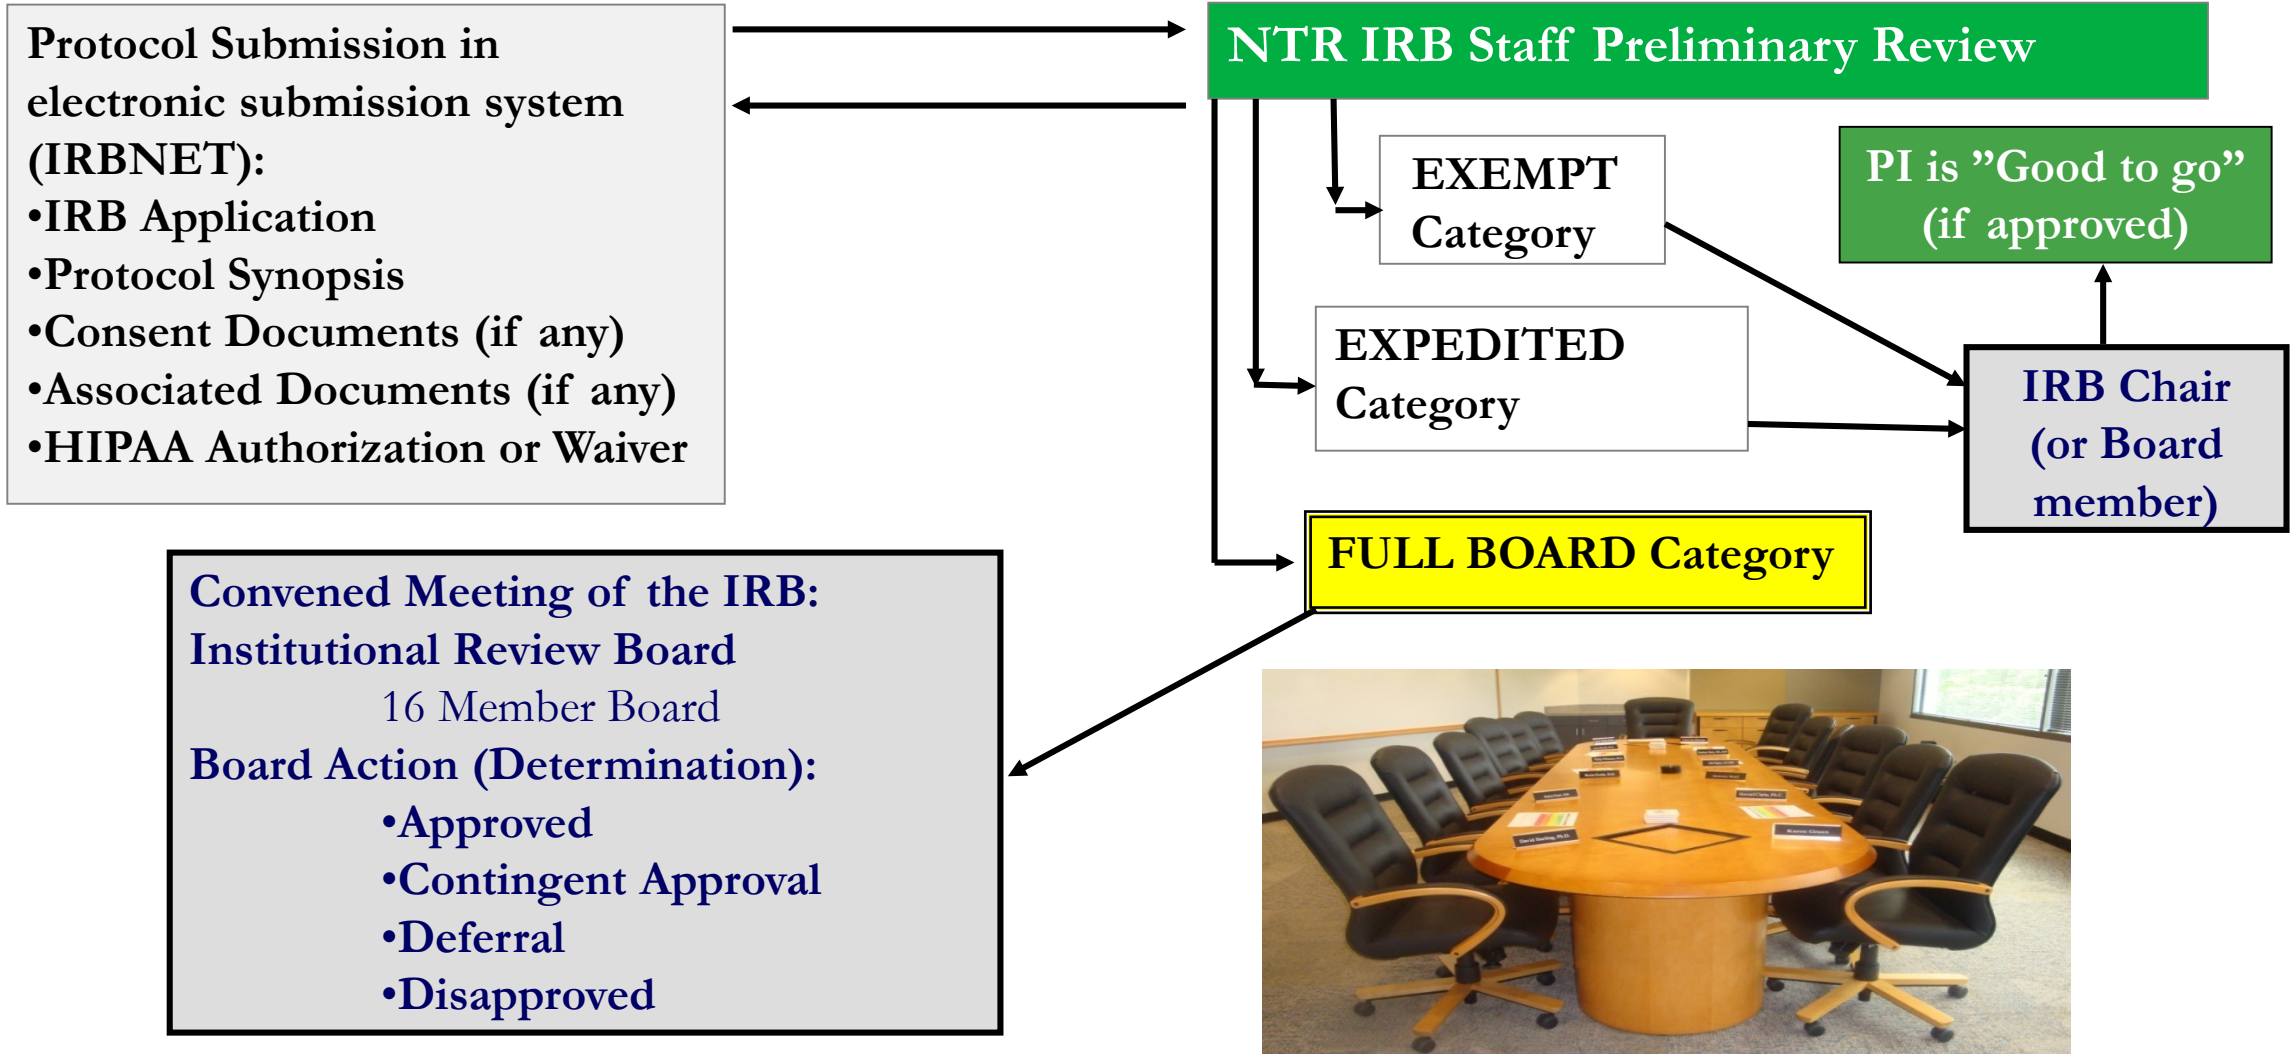 Protocol Submission in
electronic submission system
(IRBNET):
•IRB Application
•Protocol Synopsis
•Consent Documents (if any)
•Associated Documents (if any)
•HIPAA Authorization or Waiver
NTR IRB Staff Preliminary Review
EXEMPT
Category
PI is ”Good to go”
(if approved)
EXPEDITED
Category
IRB Chair
(or Board
member)
FULL BOARD Category
Convened Meeting of the IRB:
Institutional Review Board
16 Member Board
Board Action (Determination):
•Approved
•Contingent Approval
•Deferral
•Disapproved
Karen Green